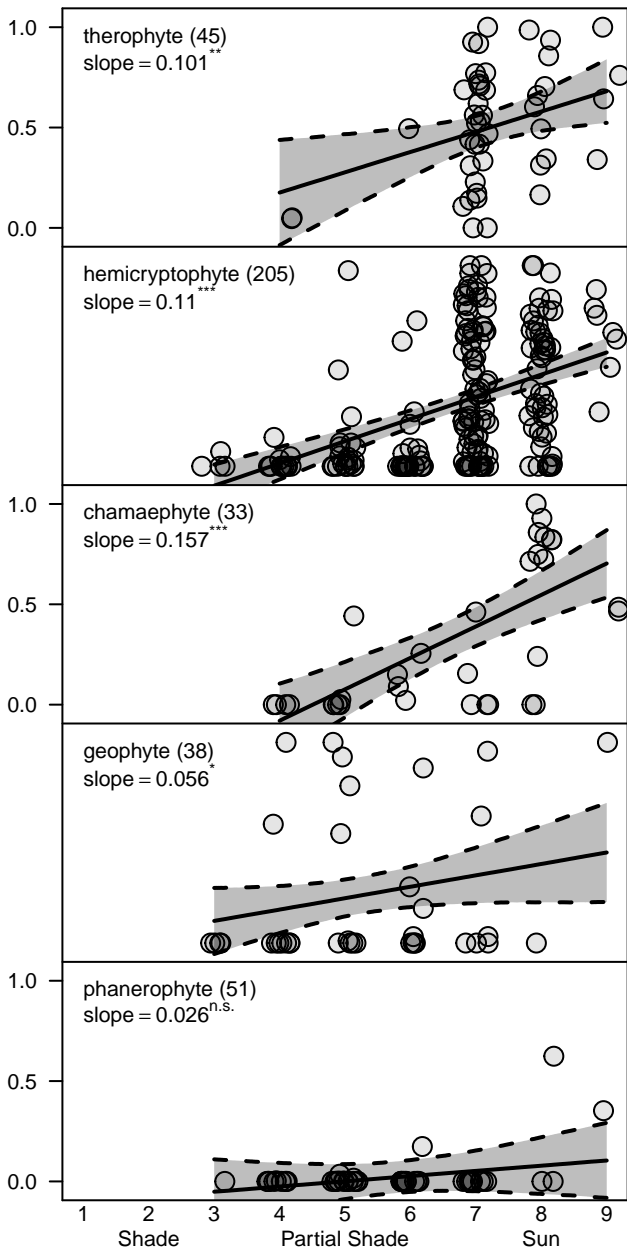 therophyte (45)
slope = 0.101**
1.0
0.5
0.0
hemicryptophyte (205)
slope = 0.11***
chamaephyte (33)
slope = 0.157***
1.0
0.5
0.0
geophyte (38)
slope = 0.056*
phanerophyte (51)
slope = 0.026n.s.
1.0
0.5
0.0
1 2 3 4 5 6 7 8 9
Shade Partial Shade Sun